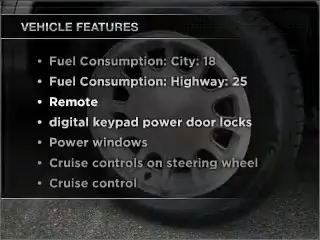 VEHICLE FEATURES
• Fuel Consumption: City: 18
• Fuel Consumption: Highway: 25
• Remote
• digital keypad power door locks
• Power windows
• Cruise controls on steering wheel
• Cruise control